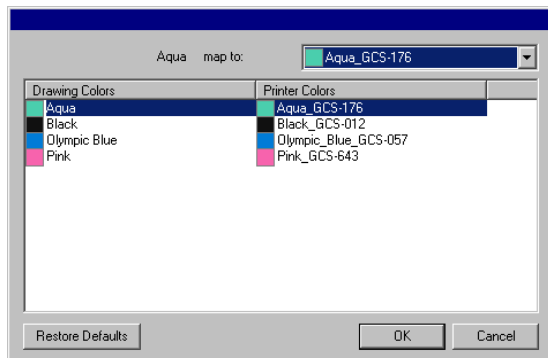 Aqua map to: Aqua_GCS-176
Drawing Colors Printer Colors
Aqua Aqua_GCS-176
Black Black_GCS-012
Olympic Blue Olympic_Blue_GCS-057
Pink Pink_GCS-643
Restore Defaults OK Cancel